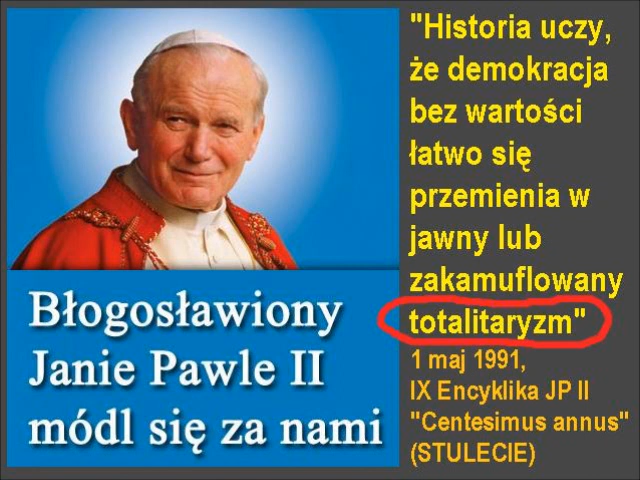 "Historia uczy,
że demokracja
bez wartości
łatwo się
przemienia w
jawny lub
zakamuflowany
totalitaryzm"
1 maj 1991,
IX Encyklika JP II
"Centesimus annus"
(STULECIE)
Błogosławiony
Janie Pawle II
módl się za nami